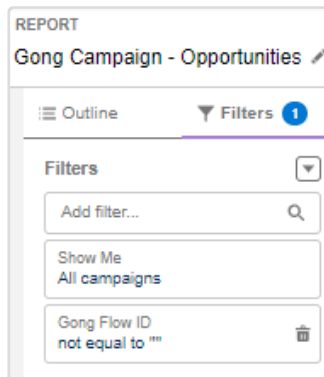 REPORT
Gong Campaign - Opportunities
Outline
Filters 1
Filters
Add filter...
Show Me
All campaigns
Gong Flow ID
not equal to ""